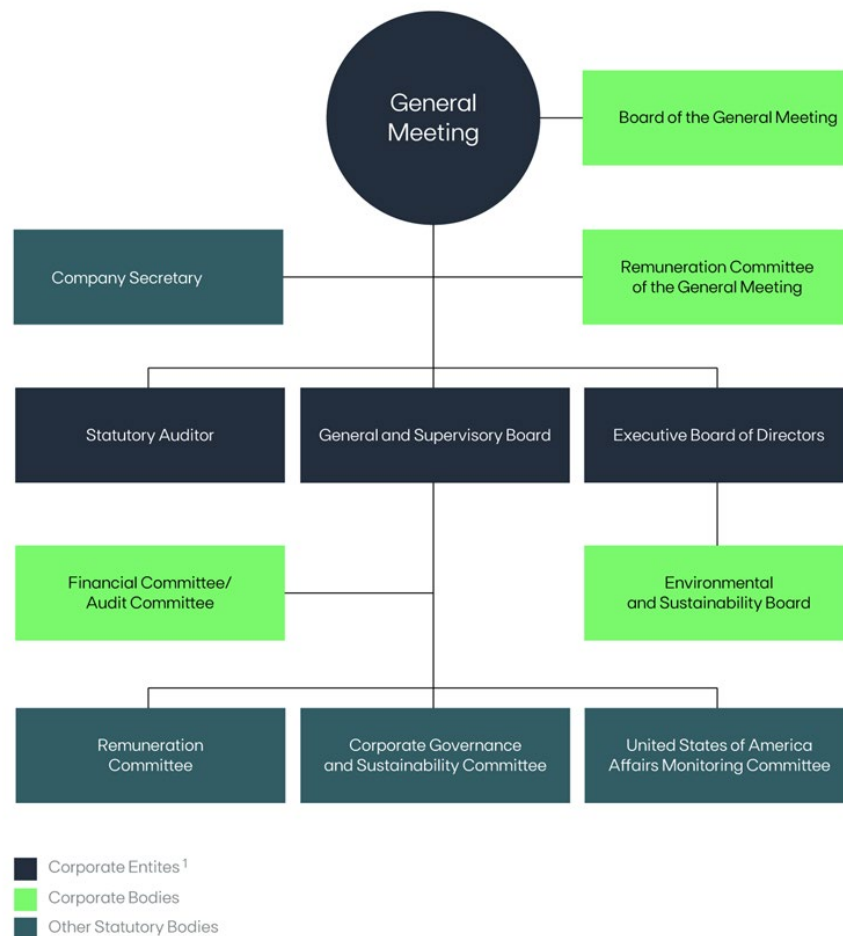 General
Meeting
Board of the General Meeting
Company Secretary
Remuneration Committee
of the General Meeting
Statutory Auditor
General and Supervisory Board
Executive Board of Directors
Financial Committee/
Audit Committee
Environmental
and Sustainability Board
Remuneration
Committee
Corporate Governance
and Sustainability Committee
United States of America
Affairs Monitoring Committee
Corporate Entites 1
Corporate Bodies
Other Statutory Bodies